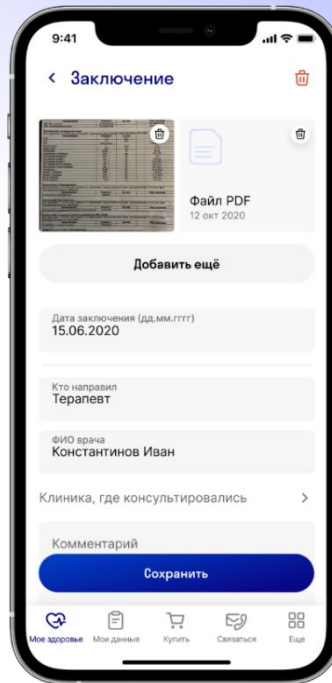 9:41
Заключение
Файл PDF
12 окт 2020
Добавить ещё
Дата заключения (дд.мм.гггг)
15.06.2020
Кто направил
Терапевт
ФИО врача
Константинов Иван
Клиника, где консультировались
Комментарий
Сохранить
Мое здоровье
Мои данные
Купить
Связаться
Еще